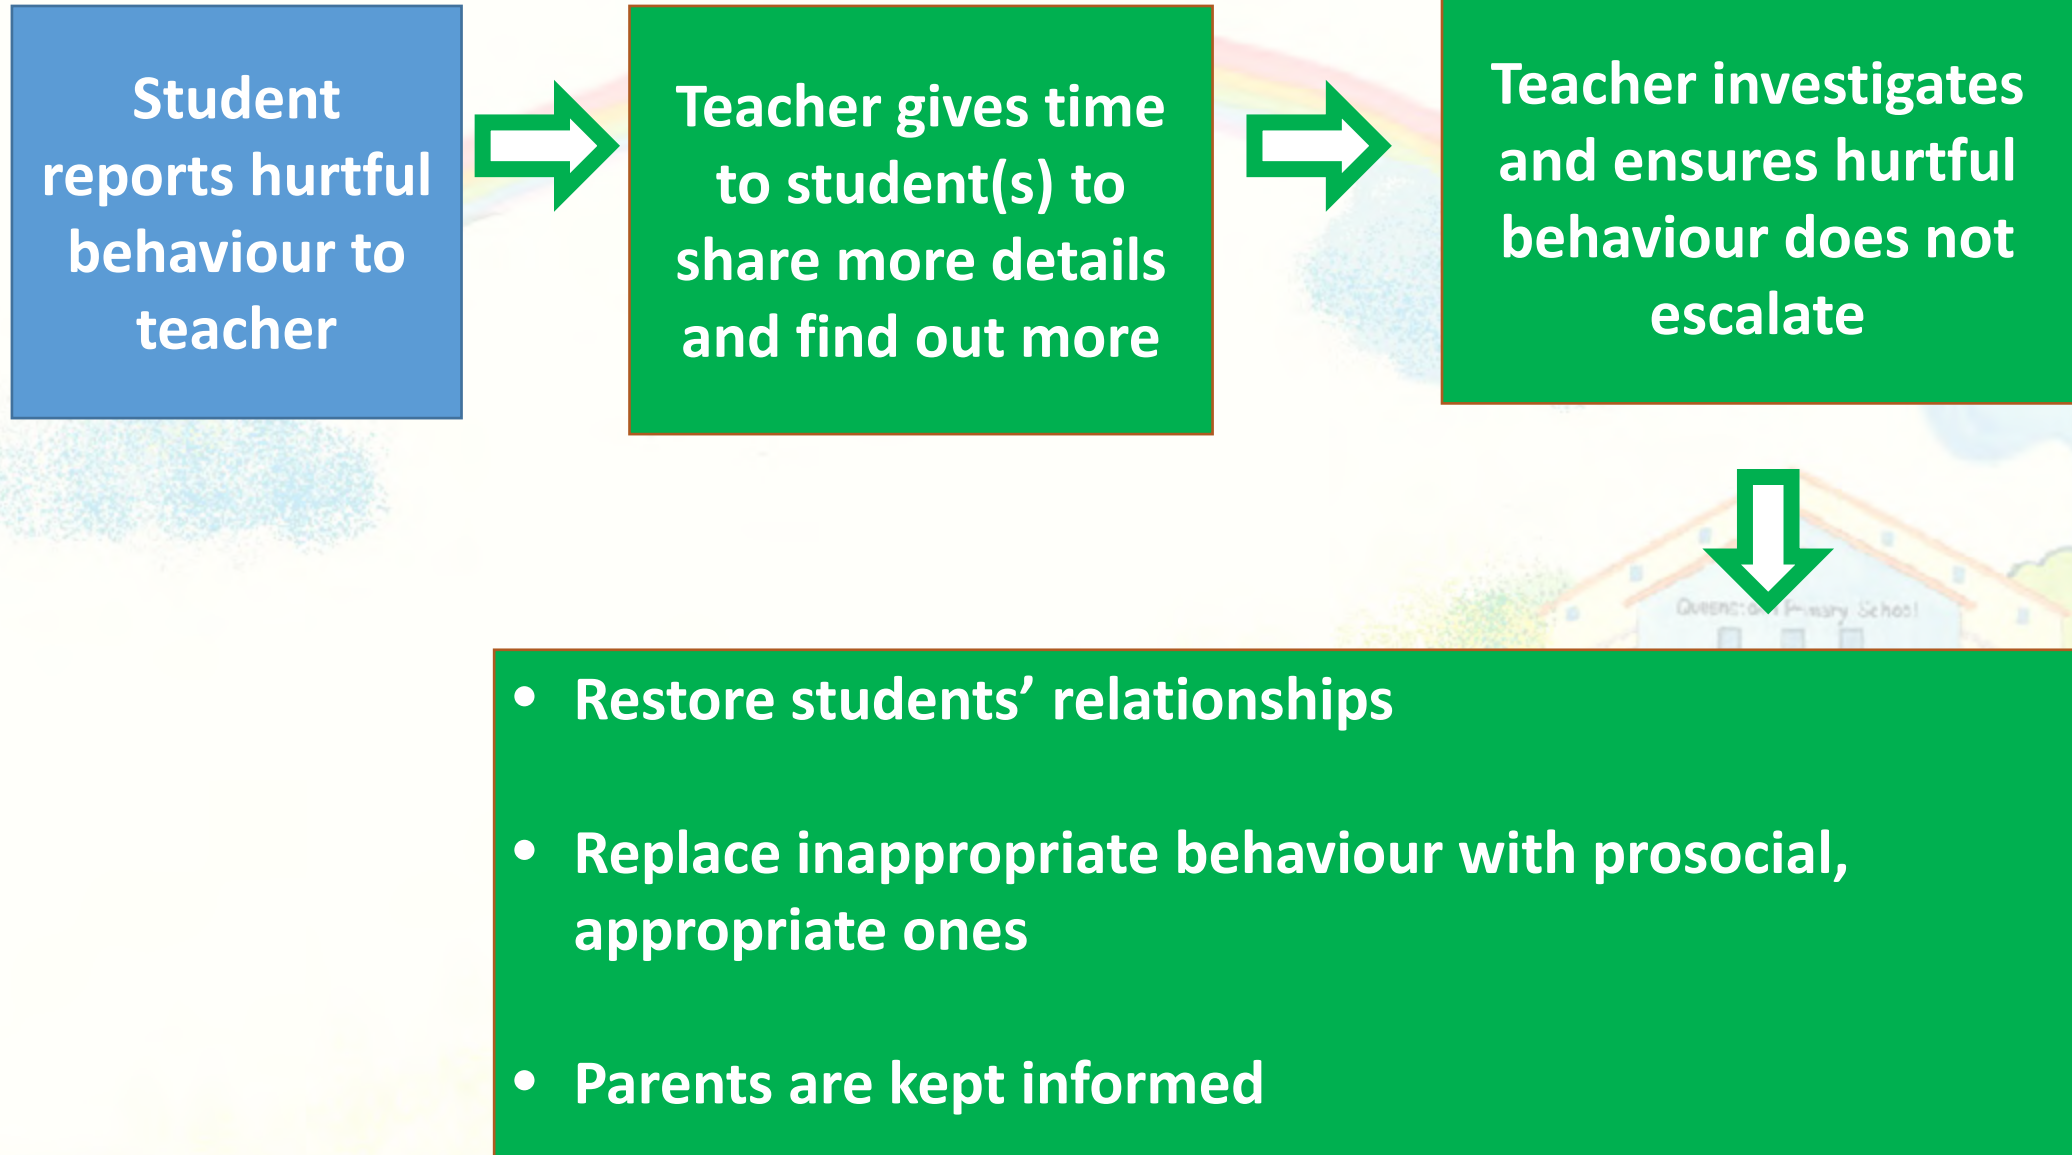 Student
reports hurtful
behaviour to
teacher
Teacher gives time
to student(s) to
share more details
and find out more
Teacher investigates
and ensures hurtful
behaviour does not
escalate
Primary School
• Restore students’ relationships
• Replace inappropriate behaviour with prosocial,
appropriate ones
• Parents are kept informed